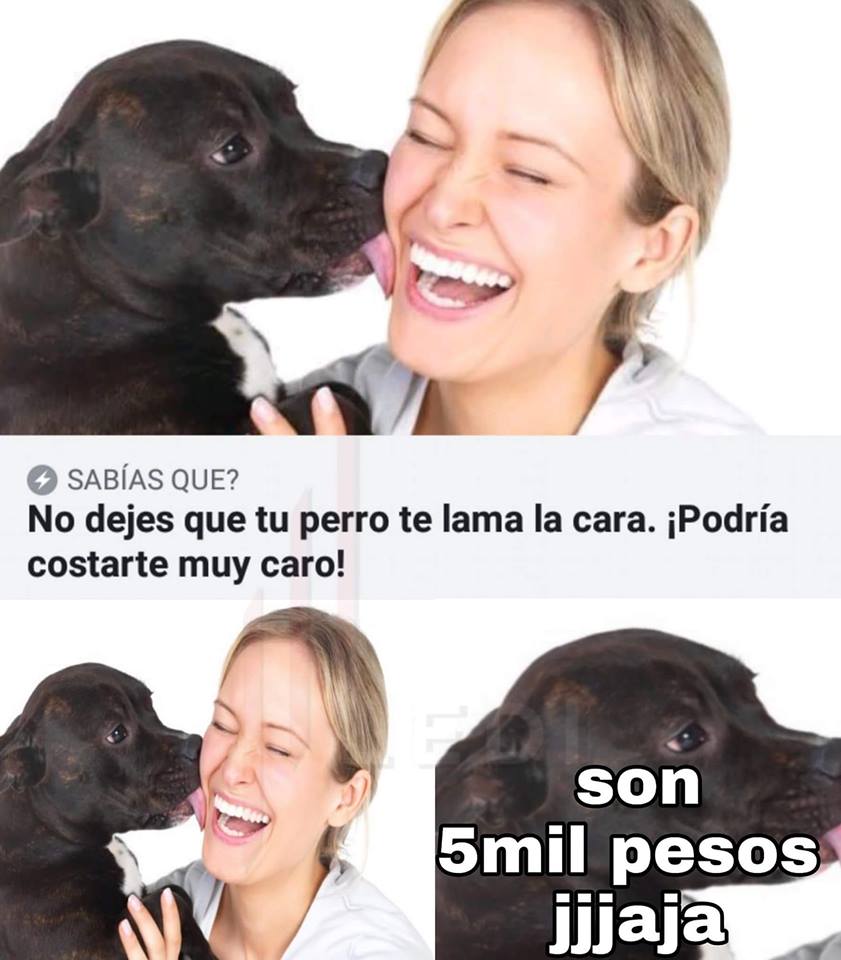 SABÍAS QUE?
No dejes que tu perro te lama la cara. ¡Podría
costarte muy caro!
son
5mil pesos
jjjaja